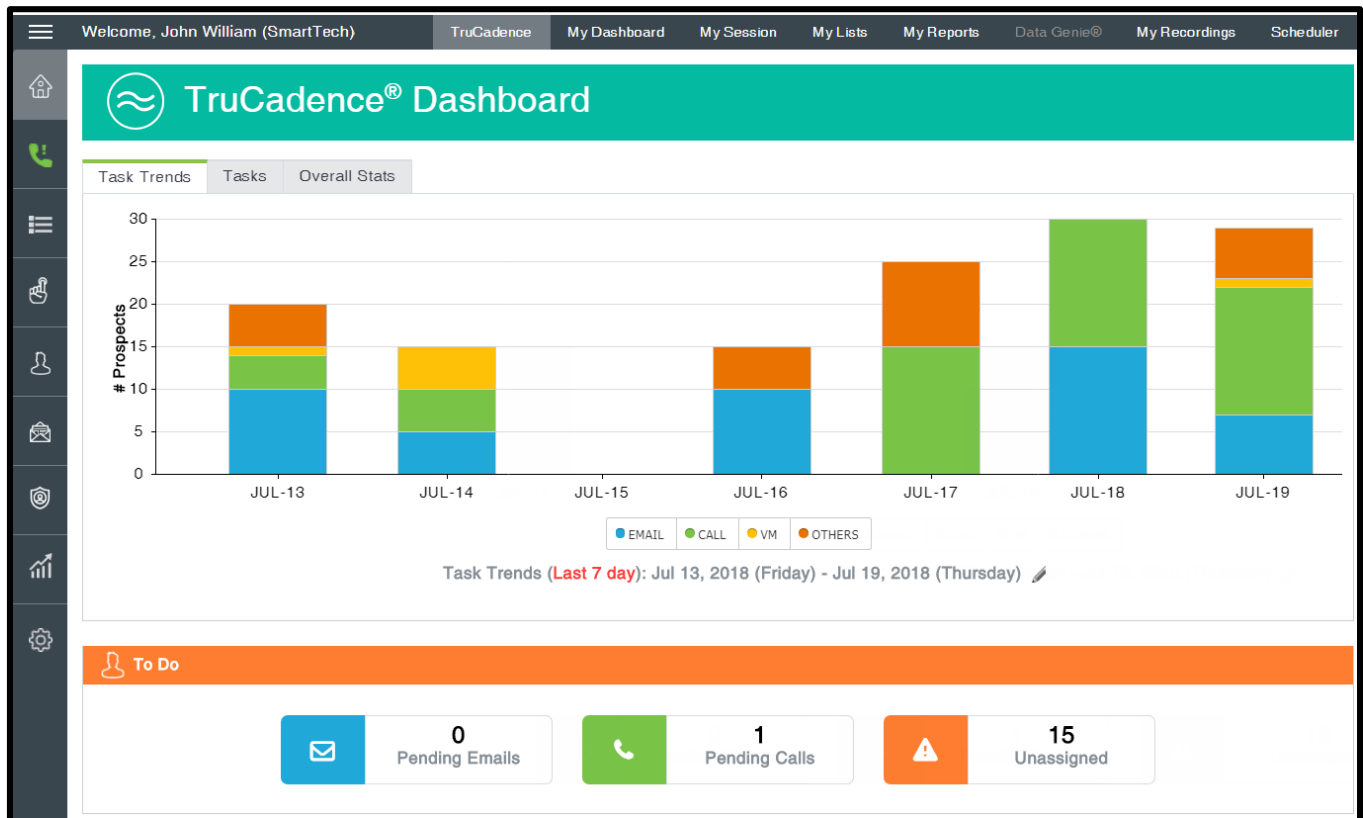 Welcome, John William (SmartTech) TruCadence My Dashboard My Session My Lists My Reports Data Genie® My Recordings Scheduler
TruCadence® Dashboard
Task Trends Tasks Overall Stats
# Prospects
30
25
20
15
10
5
0
JUL-13 JUL-14 JUL-15 JUL-16 JUL-17 JUL-18 JUL-19
EMAIL CALL VM OTHERS
Task Trends (Last 7 day): Jul 13, 2018 (Friday) - Jul 19, 2018 (Thursday)
To Do
0
Pending Emails
1
Pending Calls
15
Unassigned